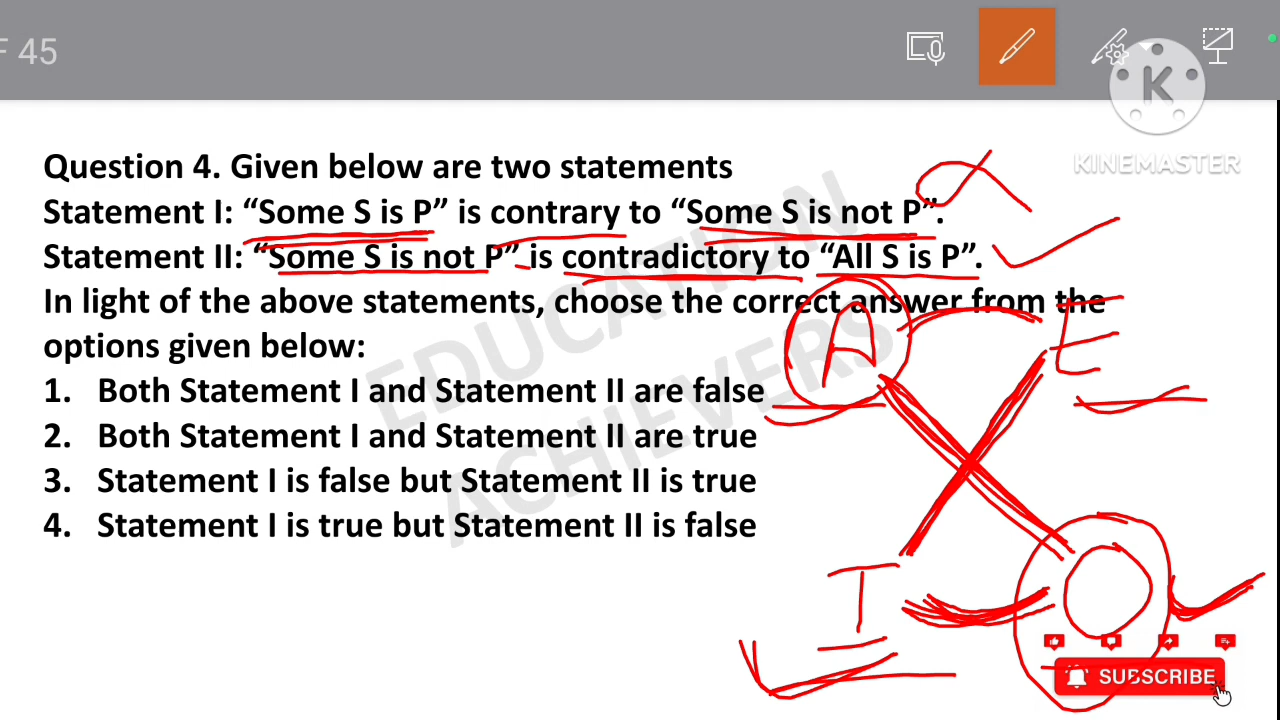 F 45
K
KINEMASTER
Question 4. Given below are two statements
Statement I: “Some S is P” is contrary to “Some S is not P”.
Statement II: “Some S is not P” is contradictory to “All S is P”.
In light of the above statements, choose the correct answer from the
options given below:
1. Both Statement I and Statement II are false
2. Both Statement I and Statement II are true
3. Statement I is false but Statement II is true
4. Statement I is true but Statement II is false
EDUCATION
ACHIEVERS
A E
I O
SUBSCRIBE